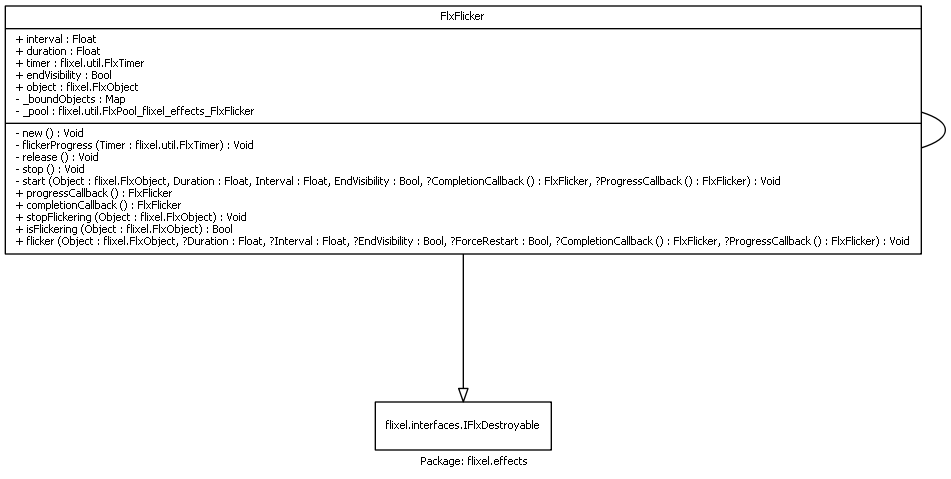 FlxFlicker
+ interval : Float
+ duration : Float
+ timer : flixel.util.FlxTimer
+ endVisibility : Bool
+ object : flixel.FlxObject
- _boundObjects : Map
- _pool : flixel.util.FlxPool_flixel_effects_FlxFlicker
- new () : Void
- flickerProgress (Timer : flixel.util.FlxTimer) : Void
- release () : Void
- stop () : Void
- start (Object : flixel.FlxObject, Duration : Float, Interval : Float, EndVisibility : Bool, ?CompletionCallback () : FlxFlicker, ?ProgressCallback () : FlxFlicker) : Void
+ progressCallback () : FlxFlicker
+ completionCallback () : FlxFlicker
+ stopFlickering (Object : flixel.FlxObject) : Void
+ isFlickering (Object : flixel.FlxObject) : Bool
+ flicker (Object : flixel.FlxObject, ?Duration : Float, ?Interval : Float, ?EndVisibility : Bool, ?ForceRestart : Bool, ?CompletionCallback () : FlxFlicker, ?ProgressCallback () : FlxFlicker) : Void
flixel.interfaces.IFlxDestroyable
Package: flixel.effects